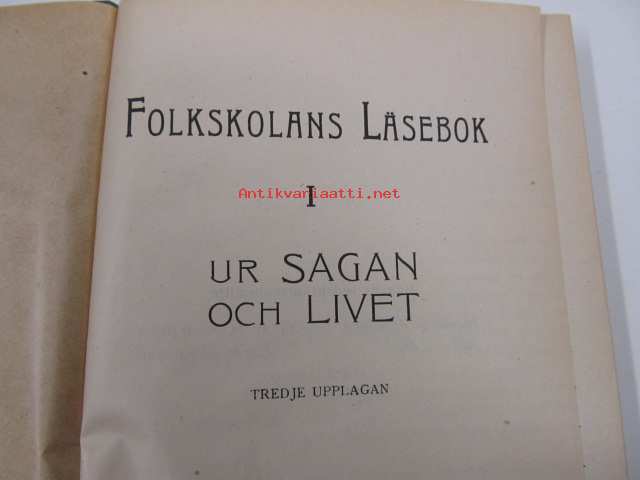 FOLKSKOLANS LÄSEBOK
I
Antikvariaatti.net
UR SAGAN
OCH LIVET
TREDJE UPPLAGAN